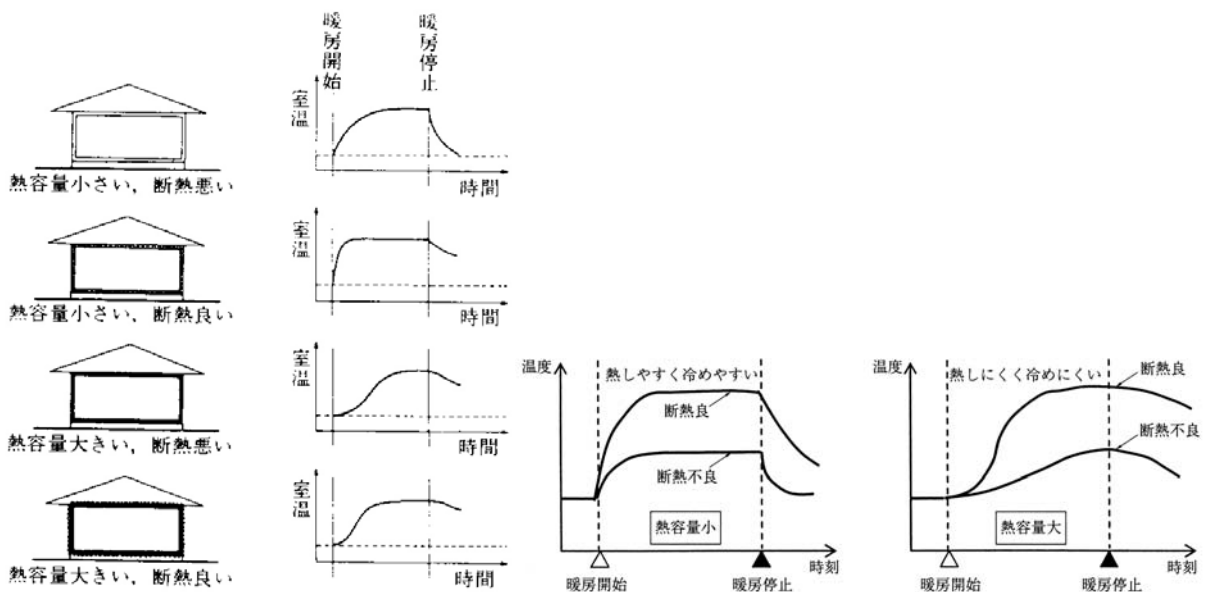 暖房開始
暖房停止
室温
時間
熱容量小さい，断熱悪い
室温
時間
熱容量小さい，断熱良い
室温
時間
熱容量大きい，断熱悪い
室温
時間
熱容量大きい，断熱良い
温度
熱しやすく冷めやすい
断熱良
断熱不良
熱容量小
時刻
暖房開始
暖房停止
温度
熱しにくく冷めにくい
断熱良
断熱不良
熱容量大
時刻
暖房開始
暖房停止